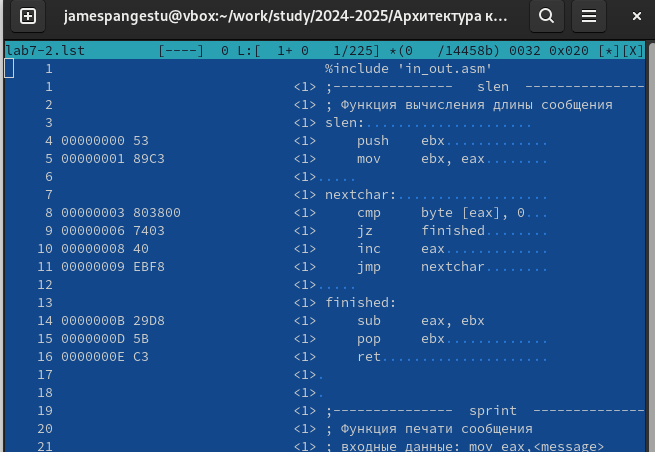 jamespangestu@vbox:~/work/study/2024-2025/Архитектура к...
lab7-2.lst [----] 0 L:[ 1+ 0 1/225] *(0 /14458b) 0032 0x020 [*][X]
1 %include 'in_out.asm'
1 <1> ;--------------- slen ---------------
2 <1> ; Функция вычисления длины сообщения
3 <1> slen:.....................
4 00000000 53 <1> push ebx.............
5 00000001 89C3 <1> mov ebx, eax........
6 <1>.....
7 <1> nextchar:...................
8 00000003 803800 <1> cmp byte [eax], 0...
9 00000006 7403 <1> jz finished........
10 00000008 40 <1> inc eax.............
11 00000009 EBF8 <1> jmp nextchar........
12 <1>.....
13 <1> finished:
14 0000000B 29D8 <1> sub eax, ebx
15 0000000D 5B <1> pop ebx.............
16 0000000E C3 <1> ret.....................
17 <1>.
18 <1>.
19 <1> ;--------------- sprint --------------
20 <1> ; Функция печати сообщения
21 <1> ; входные данные: mov eax,<message>